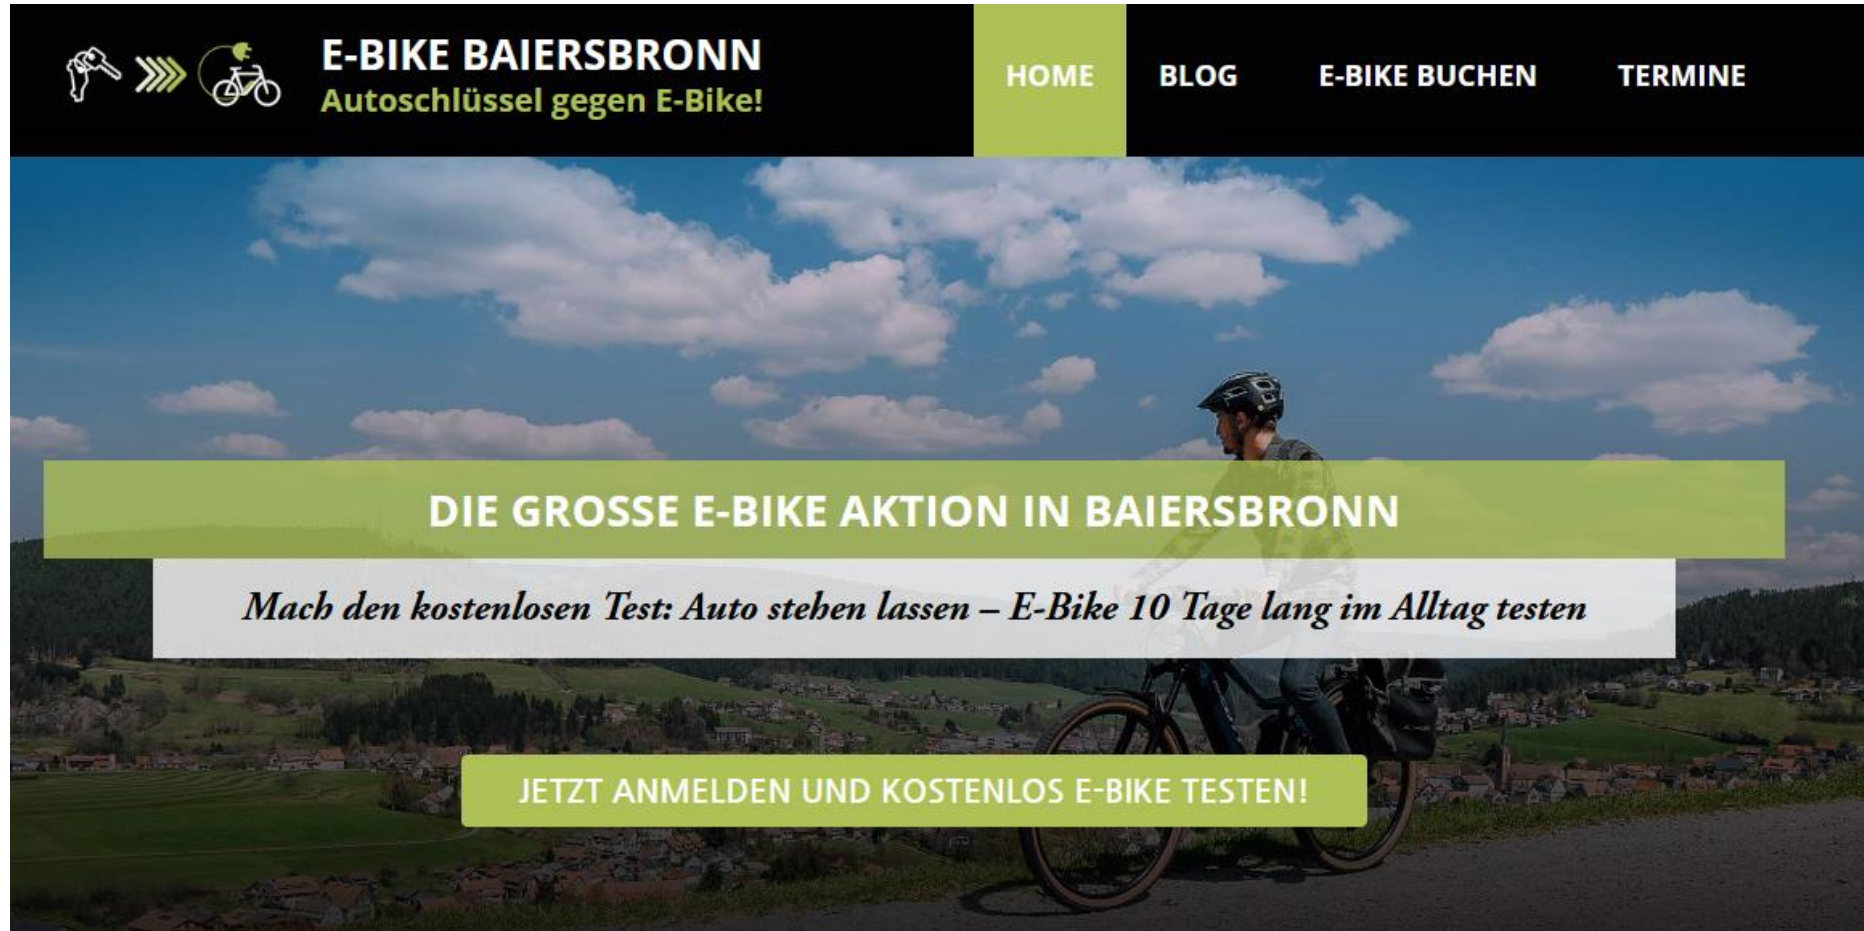 E-BIKE BAIERSBRONN
Autoschlüssel gegen E-Bike!
HOME
BLOG
E-BIKE BUCHEN
TERMINE
DIE GROSSE E-BIKE AKTION IN BAIERSBRONN
Mach den kostenlosen Test: Auto stehen lassen – E-Bike 10 Tage lang im Alltag testen
JETZT ANMELDEN UND KOSTENLOS E-BIKE TESTEN!